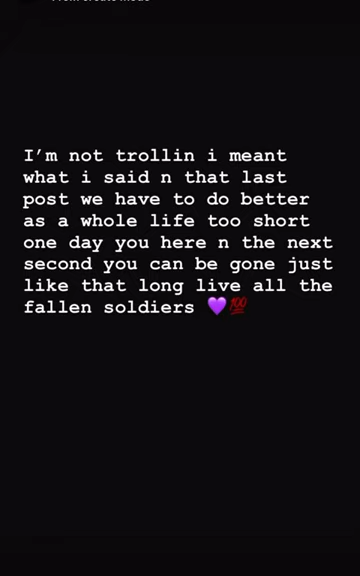 I'm not trollin i meant
what i said n that last
post we have to do better
as a whole life too short
one day you here n the next
second you can be gone just
like that long live all the
fallen soldiers 💜💯